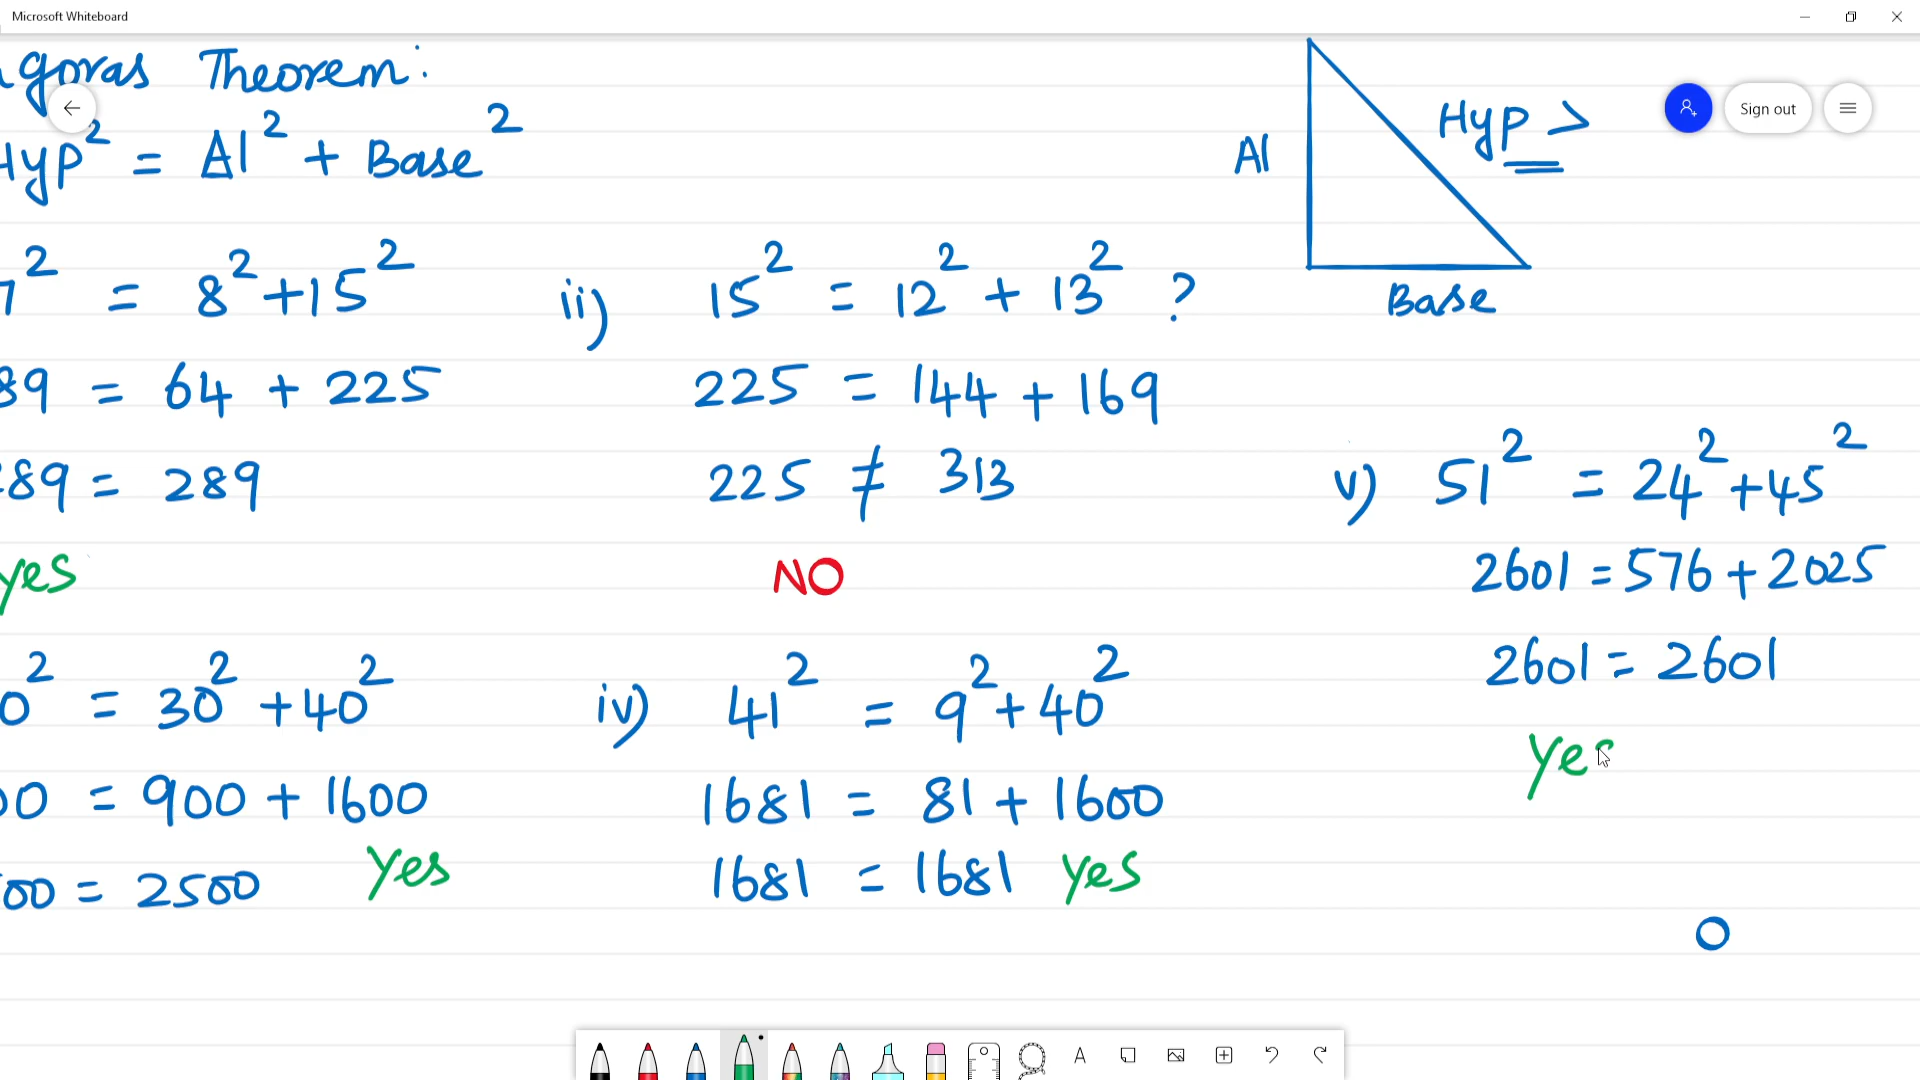 Microsoft Whiteboard
goras Theorem:
Hyp² = Al² + Base²
Al
Hyp >
Base
Sign out
7² = 8² + 15²
89 = 64 + 225
289 = 289
yes
ii) 15² = 12² + 13² ?
225 = 144 + 169
225 ≠ 313
NO
0² = 30² + 40²
00 = 900 + 1600
500 = 2500 yes
iv) 41² = 9² + 40²
1681 = 81 + 1600
1681 = 1681 yes
v) 51² = 24² + 45²
2601 = 576 + 2025
2601 = 2601
yes
O
A